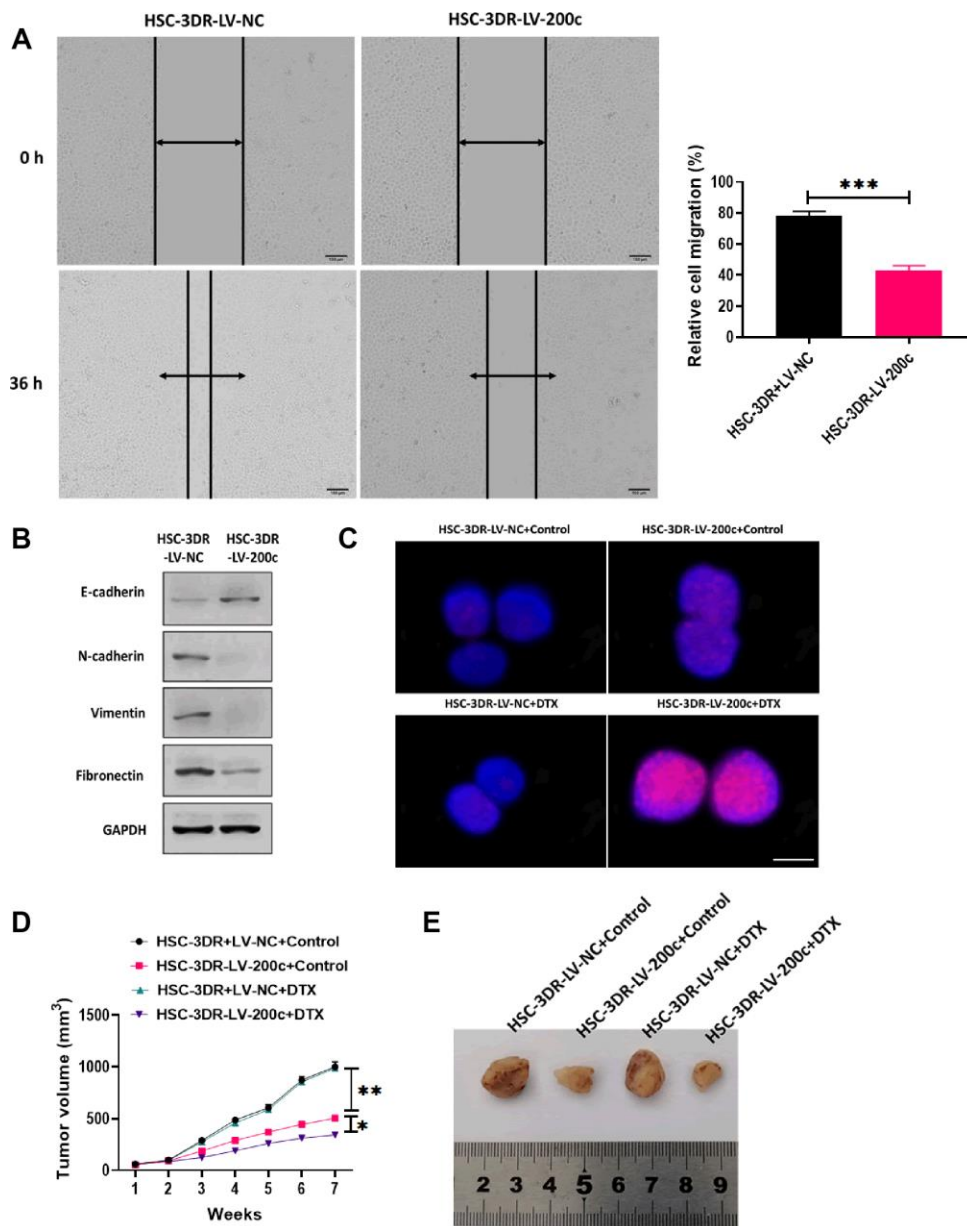 HSC-3DR-LV-NC
HSC-3DR-LV-200c
A
0 h
36 h
Relative cell migration (%)
100
80
60
40
20
0
***
HSC-3DR+LV-NC
HSC-3DR-LV-200c
B
HSC-3DR
-LV-NC
HSC-3DR
-LV-200c
E-cadherin
N-cadherin
Vimentin
Fibronectin
GAPDH
C
HSC-3DR-LV-NC+Control
HSC-3DR-LV-200c+Control
HSC-3DR-LV-NC+DTX
HSC-3DR-LV-200c+DTX
D
HSC-3DR+LV-NC+Control
HSC-3DR-LV-200c+Control
HSC-3DR+LV-NC+DTX
HSC-3DR-LV-200c+DTX
Tumor volume (mm³)
1500
1000
500
0
**
*
1 2 3 4 5 6 7
Weeks
E
HSC-3DR-LV-NC+Control
HSC-3DR-LV-200c+Control
HSC-3DR-LV-NC+DTX
HSC-3DR-LV-200c+DTX
2 3 4 5 6 7 8 9